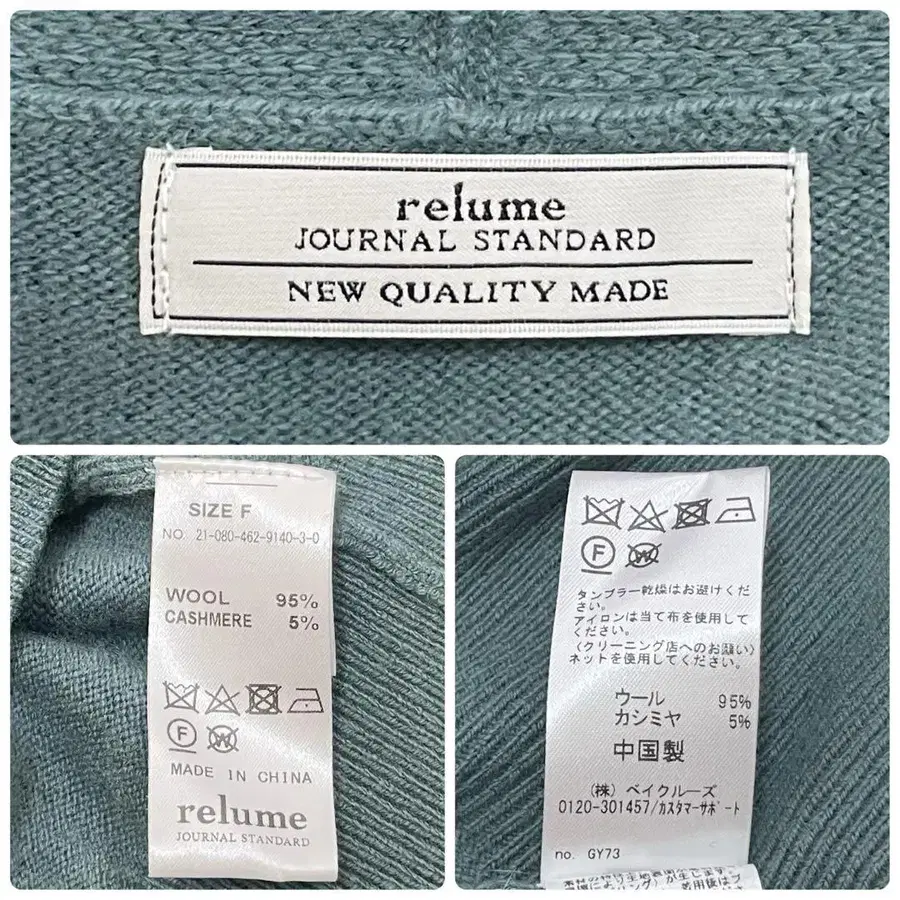 relume
JOURNAL STANDARD
NEW QUALITY MADE
SIZE F
NO. 21-080-462-9140-3-0
WOOL 95%
CASHMERE 5%
F W
MADE IN CHINA
relume
JOURNAL STANDARD
F W
タンブラー乾燥はお避けくだ
さい。
アイロンは当て布を使用して
ください。
〈クリーニング店へのお願い〉
ネットを使用してください。
ウール 95%
カシミヤ 5%
中国製
(株) ベイクルーズ
0120-301457/カスタマーサポート
no. GY73